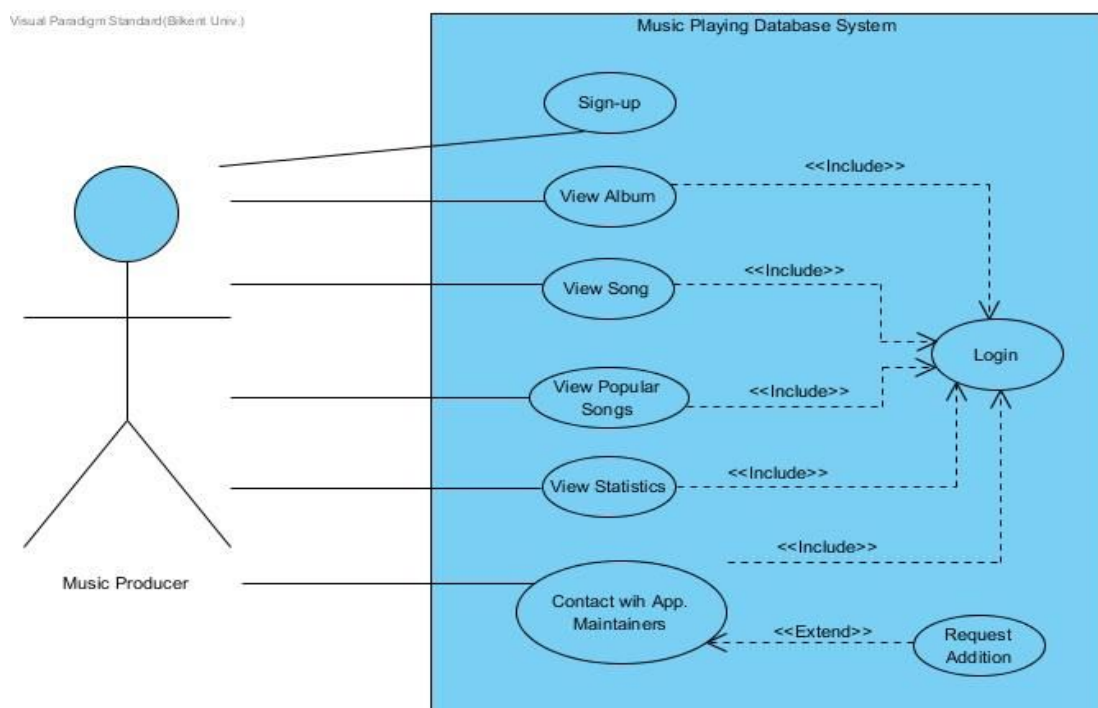 Visual Paradigm Standard(Bilkent Univ.)
Music Playing Database System
Sign-up
<<Include>>
View Album
<<Include>>
View Song
Login
View Popular
Songs
<<Include>>
<<Include>>
View Statistics
<<Include>>
Music Producer
Contact wih App.
Maintainers
<<Extend>>
Request
Addition